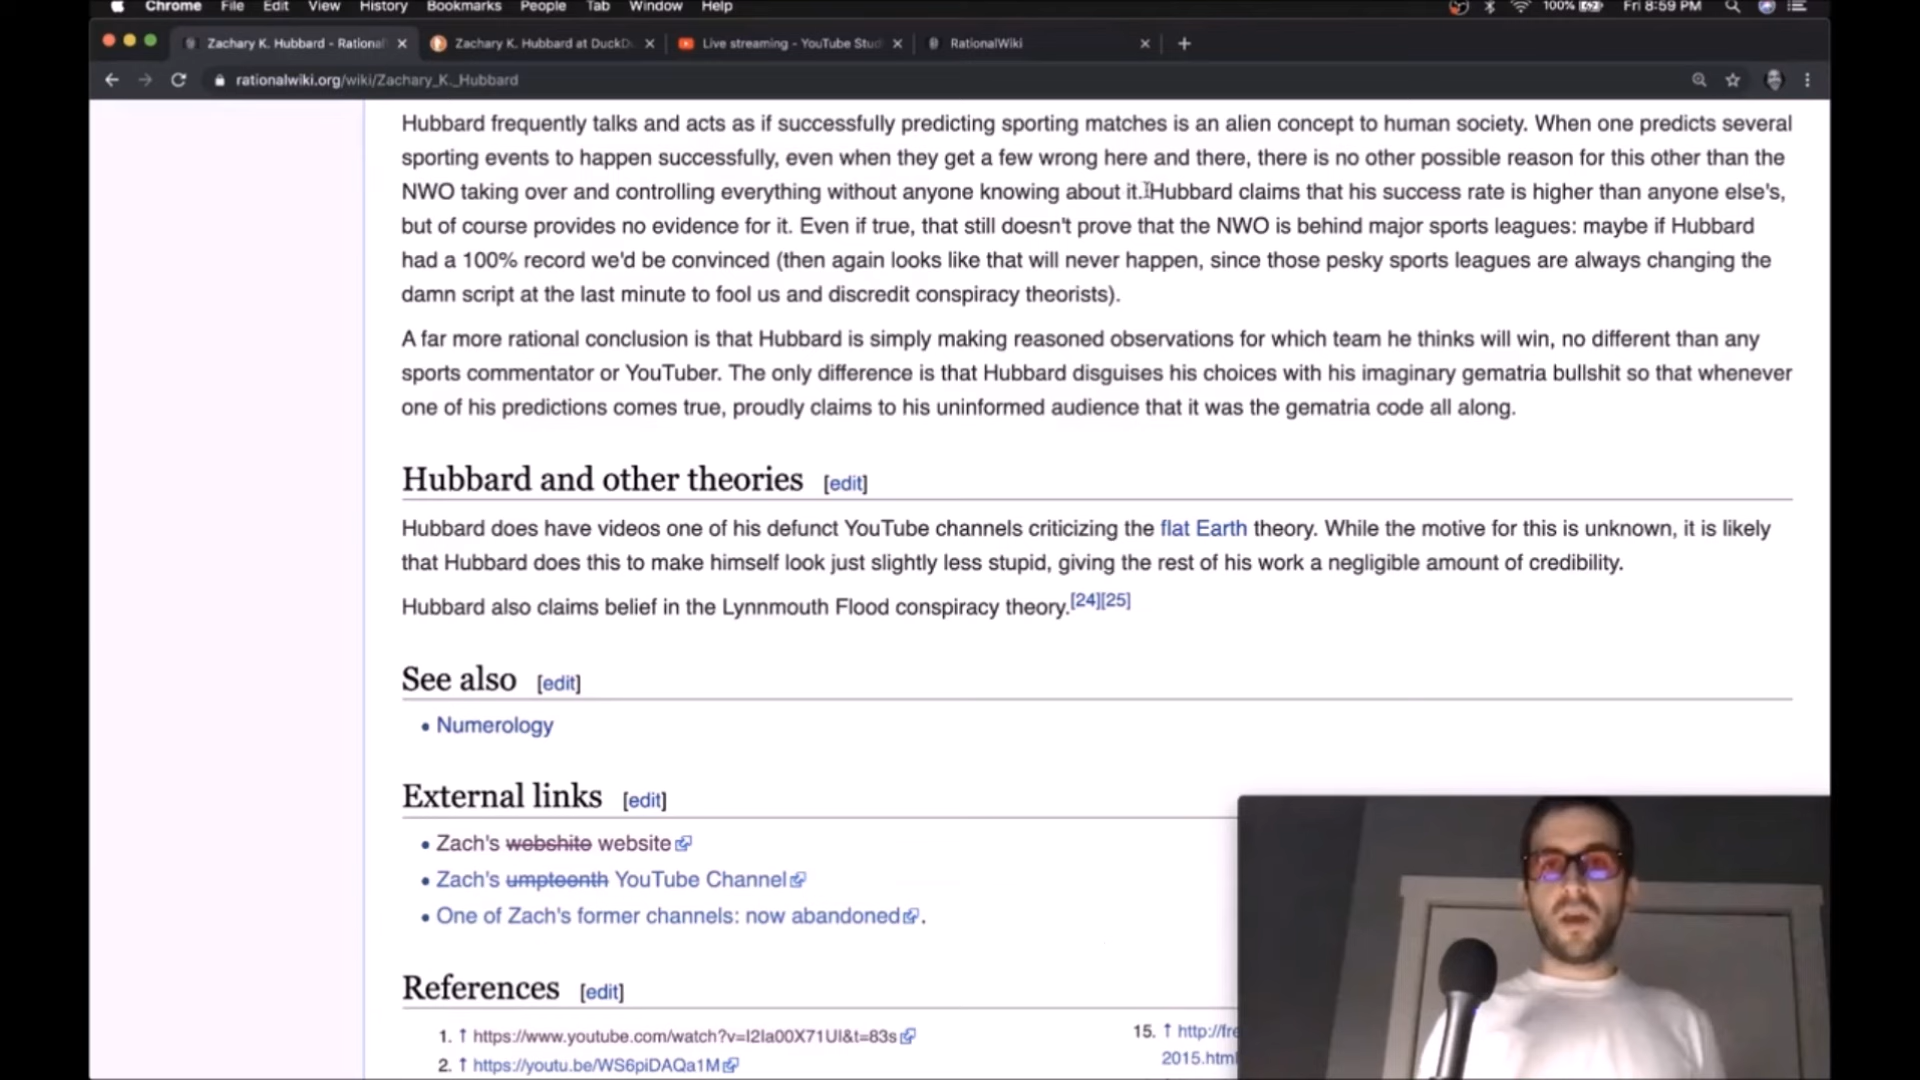 Chrome File Edit View History Bookmarks People Tab Window Help 100% Fri 8:59 PM
Zachary K. Hubbard - Rational Zachary K. Hubbard at DuckD Live streaming - YouTube Stud RationalWiki
rationalwiki.org/wiki/Zachary_K._Hubbard
Hubbard frequently talks and acts as if successfully predicting sporting matches is an alien concept to human society. When one predicts several
sporting events to happen successfully, even when they get a few wrong here and there, there is no other possible reason for this other than the
NWO taking over and controlling everything without anyone knowing about it. Hubbard claims that his success rate is higher than anyone else's,
but of course provides no evidence for it. Even if true, that still doesn't prove that the NWO is behind major sports leagues: maybe if Hubbard
had a 100% record we'd be convinced (then again looks like that will never happen, since those pesky sports leagues are always changing the
damn script at the last minute to fool us and discredit conspiracy theorists).
A far more rational conclusion is that Hubbard is simply making reasoned observations for which team he thinks will win, no different than any
sports commentator or YouTuber. The only difference is that Hubbard disguises his choices with his imaginary gematria bullshit so that whenever
one of his predictions comes true, proudly claims to his uninformed audience that it was the gematria code all along.
Hubbard and other theories [edit]
Hubbard does have videos one of his defunct YouTube channels criticizing the flat Earth theory. While the motive for this is unknown, it is likely
that Hubbard does this to make himself look just slightly less stupid, giving the rest of his work a negligible amount of credibility.
Hubbard also claims belief in the Lynnmouth Flood conspiracy theory.[24][25]
See also [edit]
• Numerology
External links [edit]
• Zach's webshite website
• Zach's umpteenth YouTube Channel
• One of Zach's former channels: now abandoned.
References [edit]
1. ↑ https://www.youtube.com/watch?v=I2Ia00X71UI&t=83s
2. ↑ https://youtu.be/WS6piDAQa1M
15. ↑ http://fre
2015.html